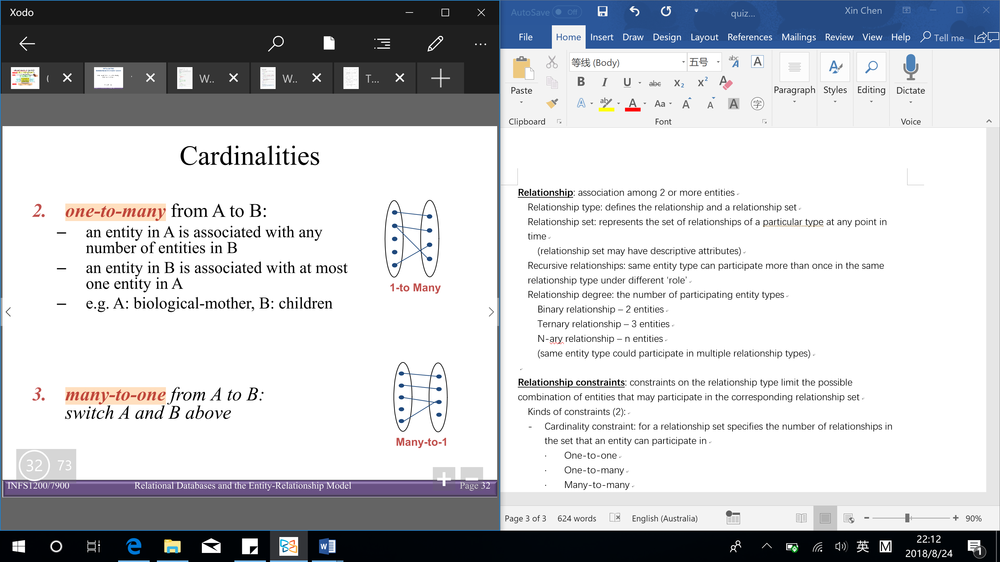 Xodo
W..
W..
T...
Cardinalities
2. one-to-many from A to B:
– an entity in A is associated with any
number of entities in B
– an entity in B is associated with at most
one entity in A
– e.g. A: biological-mother, B: children
1-to Many
3. many-to-one from A to B:
switch A and B above
Many-to-1
32 73
INFS1200/7900 Relational Databases and the Entity-Relationship Model Page 32
AutoSave Off quiz... Xin Chen
File Home Insert Draw Design Layout References Mailings Review View Help Tell me
等线 (Body) 五号
Paste
Paragraph Styles Editing Dictate
Clipboard Font Voice
Relationship: association among 2 or more entities
Relationship type: defines the relationship and a relationship set
Relationship set: represents the set of relationships of a particular type at any point in
time
(relationship set may have descriptive attributes)
Recursive relationships: same entity type can participate more than once in the same
relationship type under different ‘role’
Relationship degree: the number of participating entity types
Binary relationship – 2 entities
Ternary relationship – 3 entities
N-ary relationship – n entities
(same entity type could participate in multiple relationship types)
Relationship constraints: constraints on the relationship type limit the possible
combination of entities that may participate in the corresponding relationship set
Kinds of constraints (2):
- Cardinality constraint: for a relationship set specifies the number of relationships in
the set that an entity can participate in
· One-to-one
· One-to-many
· Many-to-many
Page 3 of 3 624 words English (Australia) 90%
英 M
22:12
2018/8/24
1